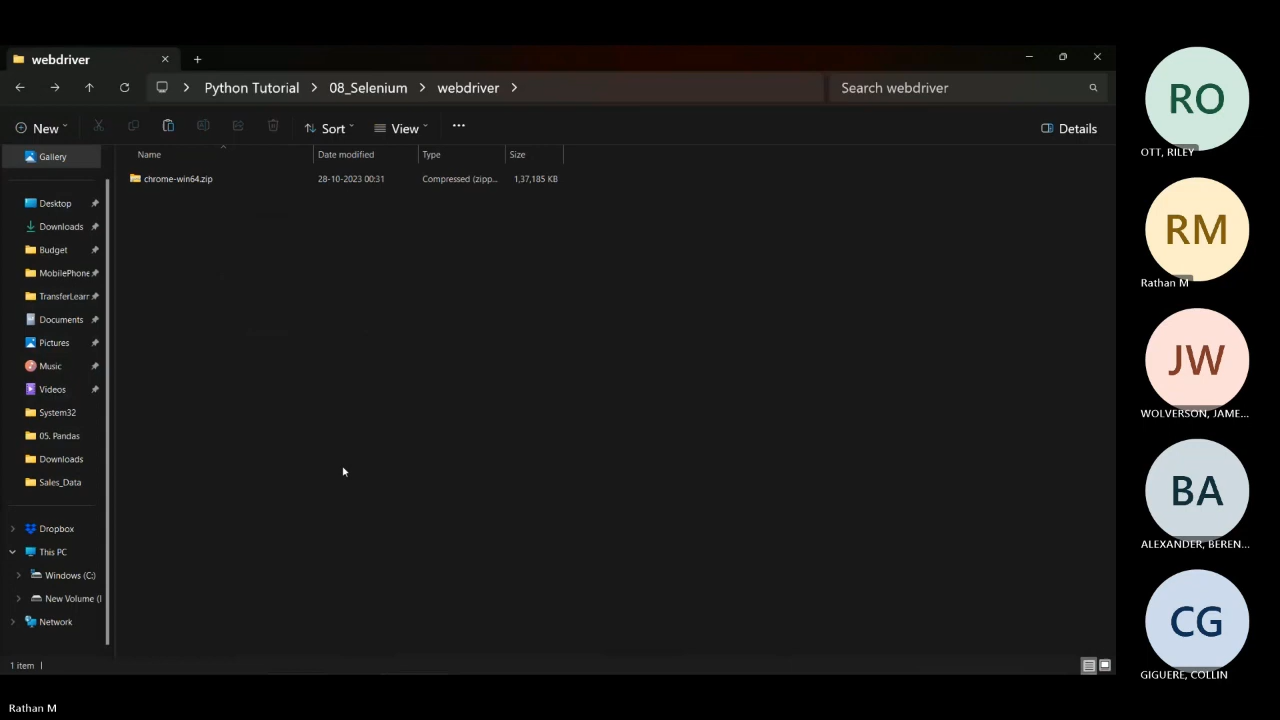 webdriver
Python Tutorial > 08_Selenium > webdriver >
Search webdriver
New
Sort
View
Details
Name Date modified Type Size
chrome-win64.zip 28-10-2023 00:31 Compressed (zipp... 1,37,185 KB
Gallery
Desktop
Downloads
Budget
MobilePhone
TransferLearr
Documents
Pictures
Music
Videos
System32
05. Pandas
Downloads
Sales_Data
Dropbox
This PC
Windows (C:)
New Volume (I
Network
1 item
RO
OTT, RILEY
RM
Rathan M
JW
WOLVERSON, JAME...
BA
ALEXANDER, BEREN...
CG
GIGUERE, COLLIN
Rathan M